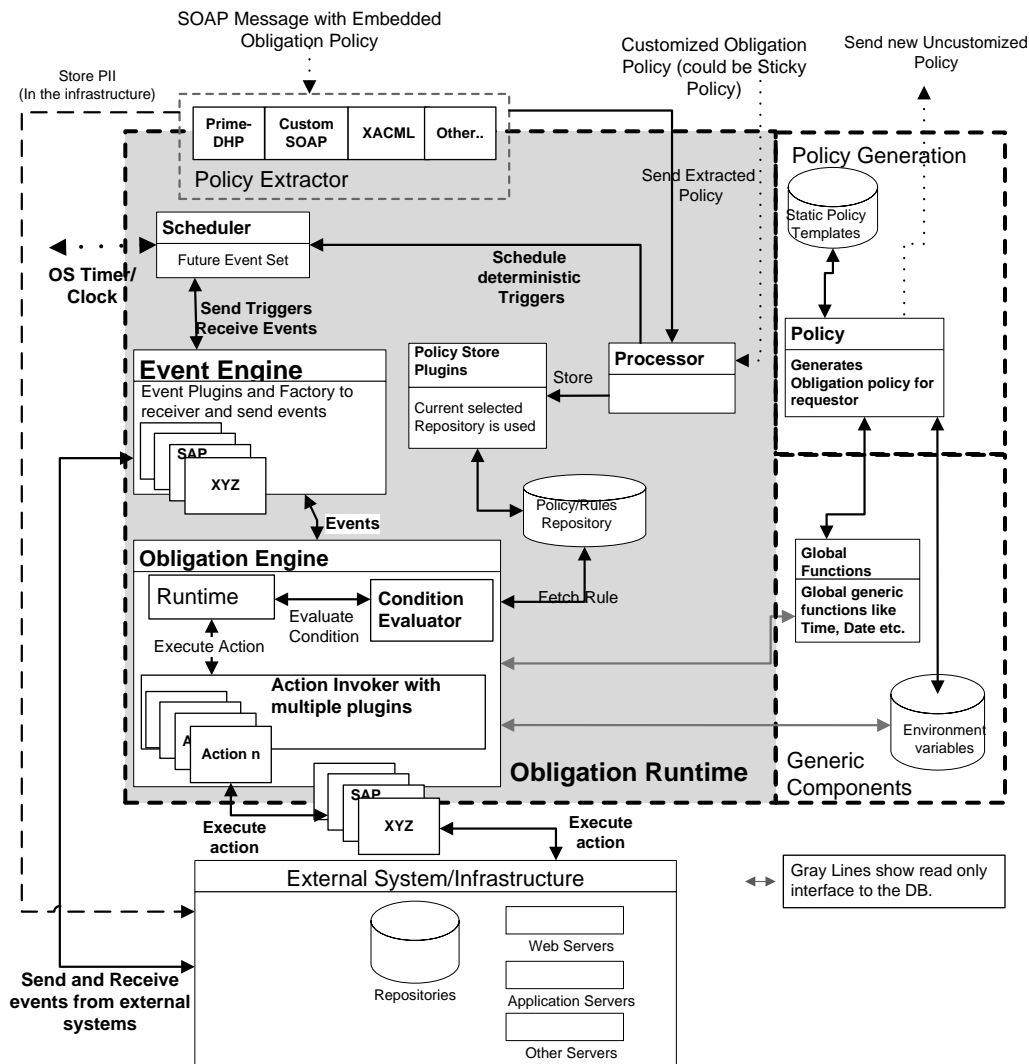 SOAP Message with Embedded
Obligation Policy
Customized Obligation
Policy (could be Sticky
Policy)
Send new Uncustomized
Policy
Store PII
(In the infrastructure)
Prime-
DHP
Custom
SOAP
XACML
Other..
Policy Extractor
Send Extracted
Policy
Policy Generation
Static Policy
Templates
Scheduler
Future Event Set
OS Timer/
Clock
Schedule
deterministic
Triggers
Send Triggers
Receive Events
Policy
Generates
Obligation policy for
requestor
Event Engine
Event Plugins and Factory to
receiver and send events
SAP
XYZ
Policy Store
Plugins
Current selected
Repository is used
Store
Processor
Policy/Rules
Repository
Events
Obligation Engine
Runtime
Evaluate
Condition
Condition
Evaluator
Fetch Rule
Execute Action
Action Invoker with
multiple plugins
Action n
Global
Functions
Global generic
functions like
Time, Date etc.
Environment
variables
Generic
Components
Obligation Runtime
SAP
XYZ
Execute
action
Execute
action
External System/Infrastructure
Repositories
Web Servers
Application Servers
Other Servers
Gray Lines show read only
interface to the DB.
Send and Receive
events from external
systems